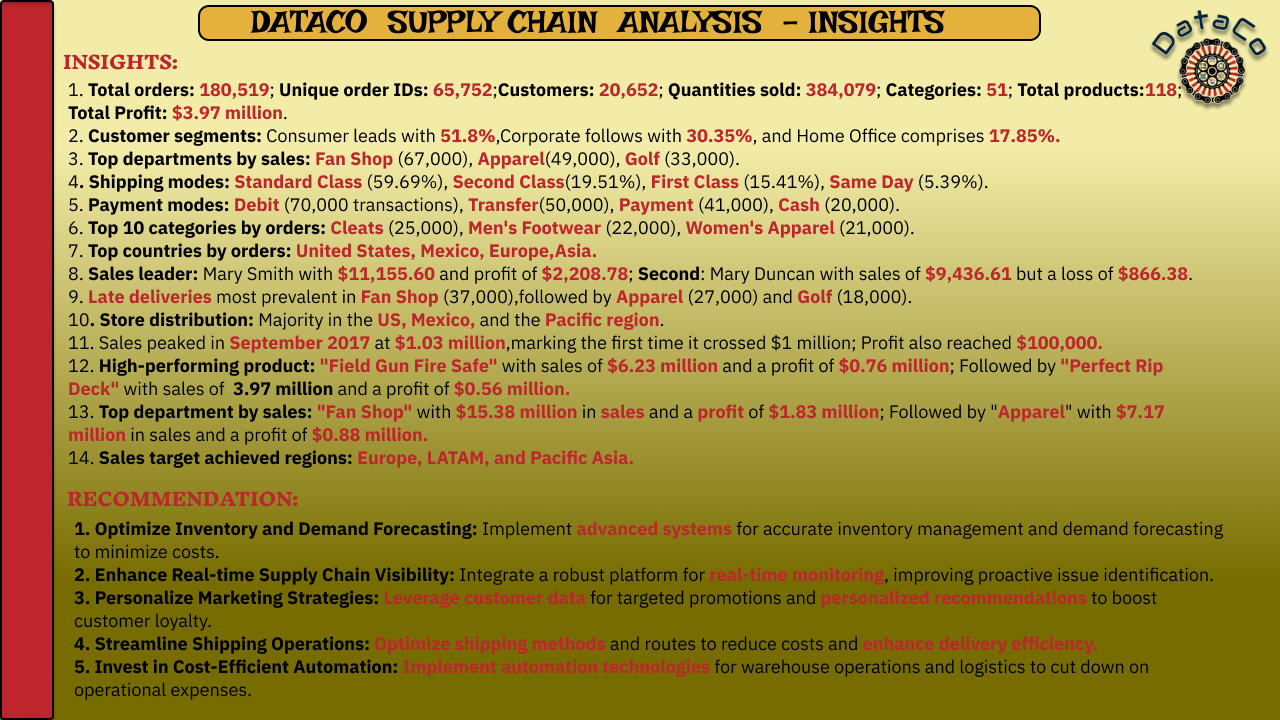 DATACO SUPPLY CHAIN ANALYSIS - INSIGHTS
DataCo
INSIGHTS:
1. Total orders: 180,519; Unique order IDs: 65,752;Customers: 20,652; Quantities sold: 384,079; Categories: 51; Total products:118;
Total Profit: $3.97 million.
2. Customer segments: Consumer leads with 51.8%,Corporate follows with 30.35%, and Home Office comprises 17.85%.
3. Top departments by sales: Fan Shop (67,000), Apparel(49,000), Golf (33,000).
4. Shipping modes: Standard Class (59.69%), Second Class(19.51%), First Class (15.41%), Same Day (5.39%).
5. Payment modes: Debit (70,000 transactions), Transfer(50,000), Payment (41,000), Cash (20,000).
6. Top 10 categories by orders: Cleats (25,000), Men's Footwear (22,000), Women's Apparel (21,000).
7. Top countries by orders: United States, Mexico, Europe,Asia.
8. Sales leader: Mary Smith with $11,155.60 and profit of $2,208.78; Second: Mary Duncan with sales of $9,436.61 but a loss of $866.38.
9. Late deliveries most prevalent in Fan Shop (37,000),followed by Apparel (27,000) and Golf (18,000).
10. Store distribution: Majority in the US, Mexico, and the Pacific region.
11. Sales peaked in September 2017 at $1.03 million,marking the first time it crossed $1 million; Profit also reached $100,000.
12. High-performing product: "Field Gun Fire Safe" with sales of $6.23 million and a profit of $0.76 million; Followed by "Perfect Rip
Deck" with sales of 3.97 million and a profit of $0.56 million.
13. Top department by sales: "Fan Shop" with $15.38 million in sales and a profit of $1.83 million; Followed by "Apparel" with $7.17
million in sales and a profit of $0.88 million.
14. Sales target achieved regions: Europe, LATAM, and Pacific Asia.
RECOMMENDATION:
1. Optimize Inventory and Demand Forecasting: Implement advanced systems for accurate inventory management and demand forecasting
to minimize costs.
2. Enhance Real-time Supply Chain Visibility: Integrate a robust platform for real-time monitoring, improving proactive issue identification.
3. Personalize Marketing Strategies: Leverage customer data for targeted promotions and personalized recommendations to boost
customer loyalty.
4. Streamline Shipping Operations: Optimize shipping methods and routes to reduce costs and enhance delivery efficiency.
5. Invest in Cost-Efficient Automation: Implement automation technologies for warehouse operations and logistics to cut down on
operational expenses.